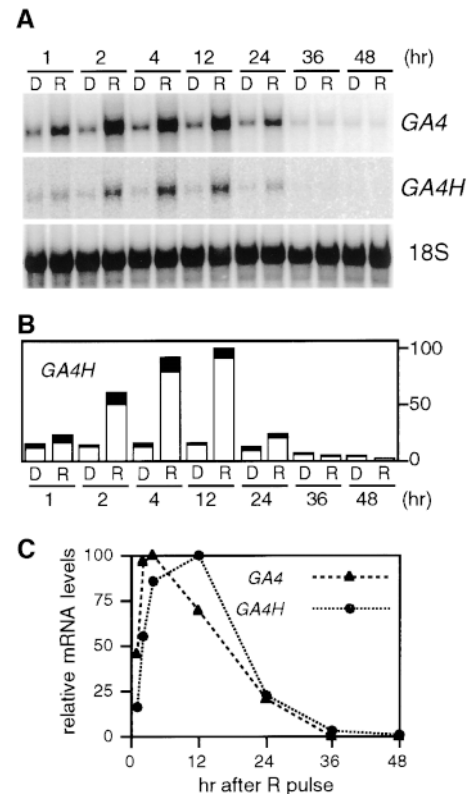 A
1 2 4 12 24 36 48 (hr)
D R D R D R D R D R D R D R
GA4
GA4H
18S
B
GA4H
100
50
0
D R D R D R D R D R D R D R
1 2 4 12 24 36 48 (hr)
C
relative mRNA levels
100
75
50
25
0
GA4
GA4H
0 12 24 36 48
hr after R pulse